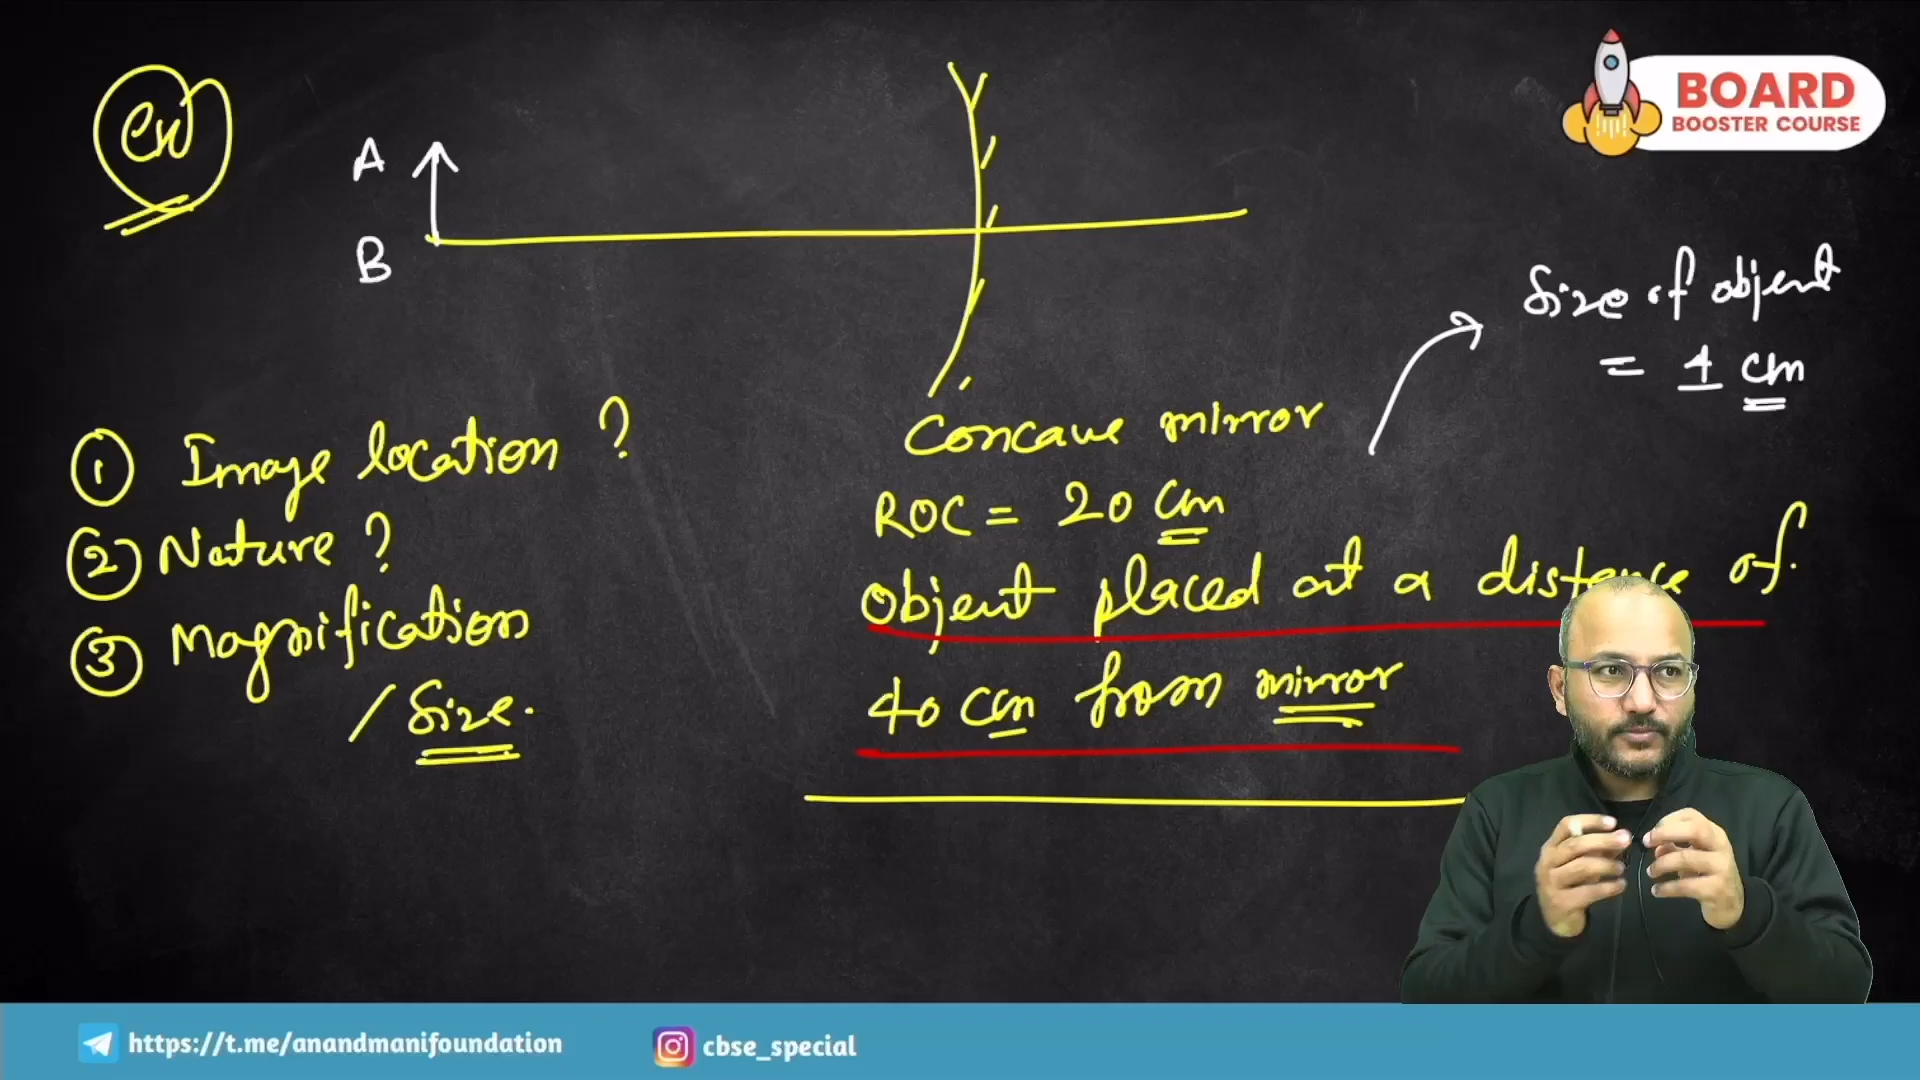 CW
BOARD
BOOSTER COURSE
A
B
Size of object
= 4 cm
Concave mirror
ROC = 20 cm
Object placed at a distance of
40 cm from mirror
① Image location ?
② Nature ?
③ Magnification
/ Size.
https://t.me/anandmanifoundation
cbse_special